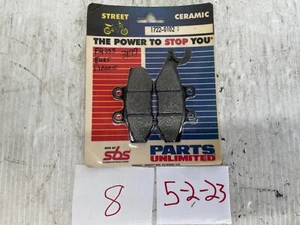 STREET
CERAMIC
THE POWER TO STOP YOU
1722-0102
sbs
PARTS
UNLIMITED
8
5-2-23